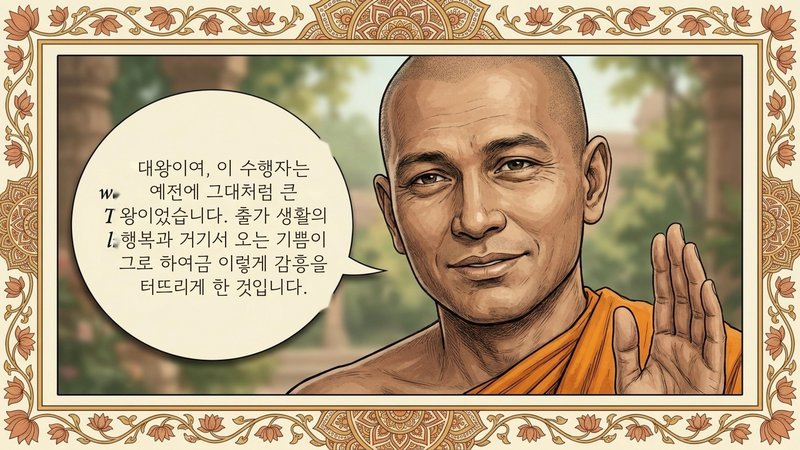 대왕이여, 이 수행자는
예전에 그대처럼 큰
왕이었습니다. 출가 생활의
행복과 거기서 오는 기쁨이
그로 하여금 이렇게 감흥을
터뜨리게 한 것입니다.